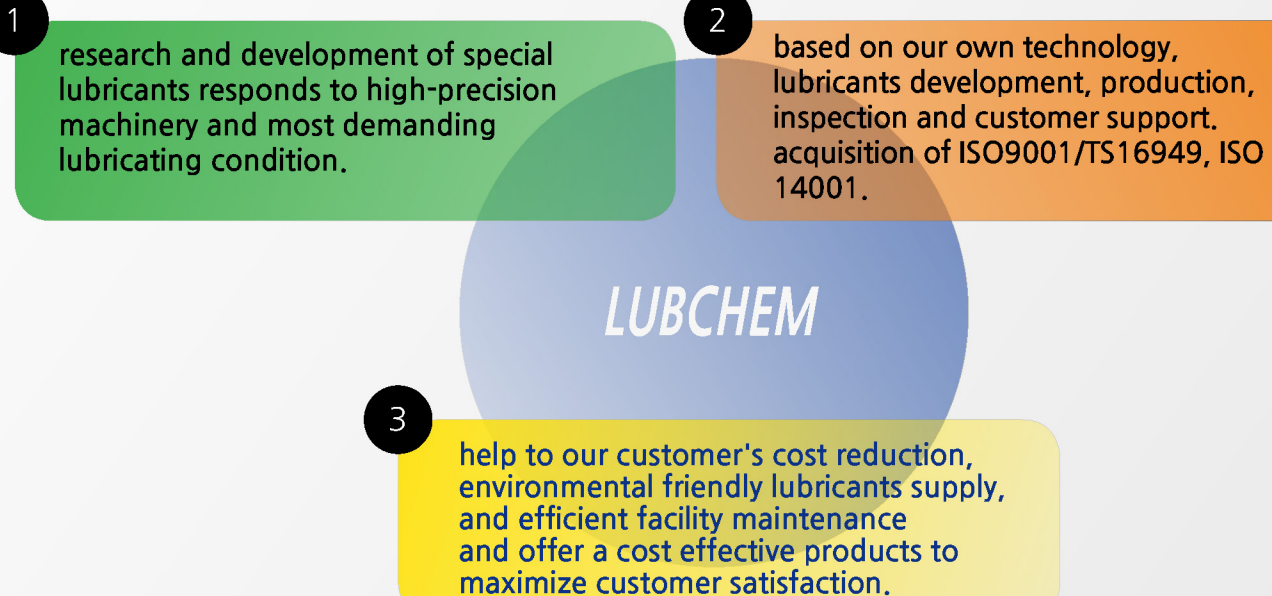 1
research and development of special
lubricants responds to high-precision
machinery and most demanding
lubricating condition.
2
based on our own technology,
lubricants development, production,
inspection and customer support.
acquisition of ISO9001/TS16949, ISO
14001.
LUBCHEM
3
help to our customer's cost reduction,
environmental friendly lubricants supply,
and efficient facility maintenance
and offer a cost effective products to
maximize customer satisfaction.